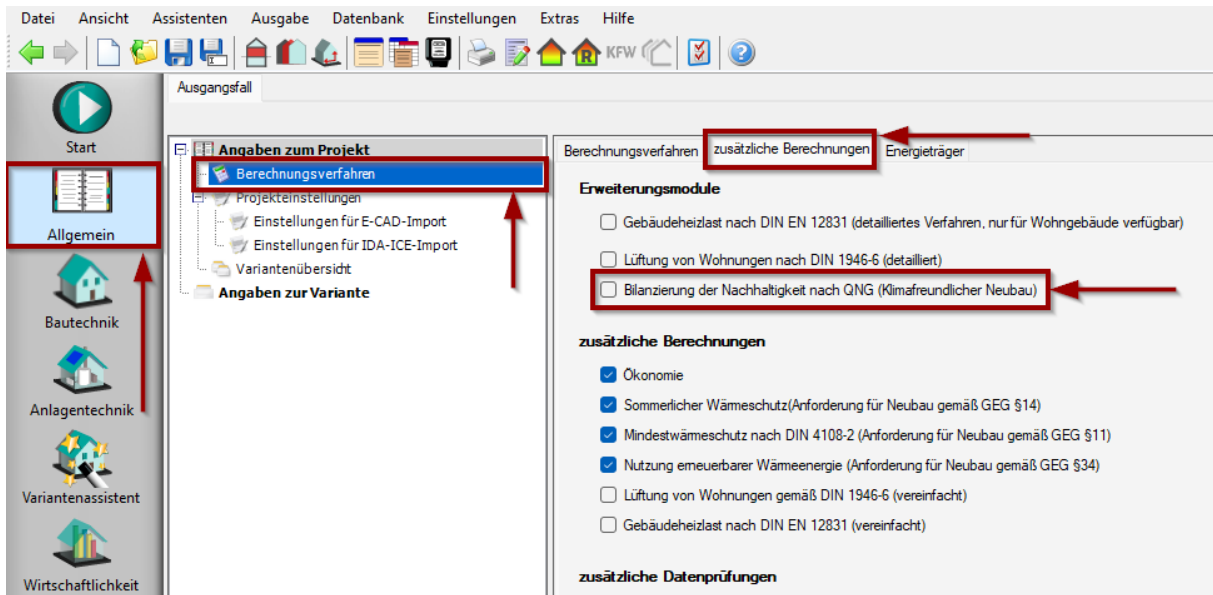 Datei Ansicht Assistenten Ausgabe Datenbank Einstellungen Extras Hilfe
R KFW ?
Ausgangsfall
Start
Allgemein
Bautechnik
Anlagentechnik
Variantenassistent
Wirtschaftlichkeit
Angaben zum Projekt
Berechnungsverfahren
Projekteinstellungen
Einstellungen für E-CAD-Import
Einstellungen für IDA-ICE-Import
Variantenübersicht
Angaben zur Variante
Berechnungsverfahren zusätzliche Berechnungen Energieträger
Erweiterungsmodule
Gebäudeheizlast nach DIN EN 12831 (detailliertes Verfahren, nur für Wohngebäude verfügbar)
Lüftung von Wohnungen nach DIN 1946-6 (detailliert)
Bilanzierung der Nachhaltigkeit nach QNG (Klimafreundlicher Neubau)
zusätzliche Berechnungen
Ökonomie
Sommerlicher Wärmeschutz(Anforderung für Neubau gemäß GEG §14)
Mindestwärmeschutz nach DIN 4108-2 (Anforderung für Neubau gemäß GEG §11)
Nutzung erneuerbarer Wärmeenergie (Anforderung für Neubau gemäß GEG §34)
Lüftung von Wohnungen gemäß DIN 1946-6 (vereinfacht)
Gebäudeheizlast nach DIN EN 12831 (vereinfacht)
zusätzliche Datenprüfungen